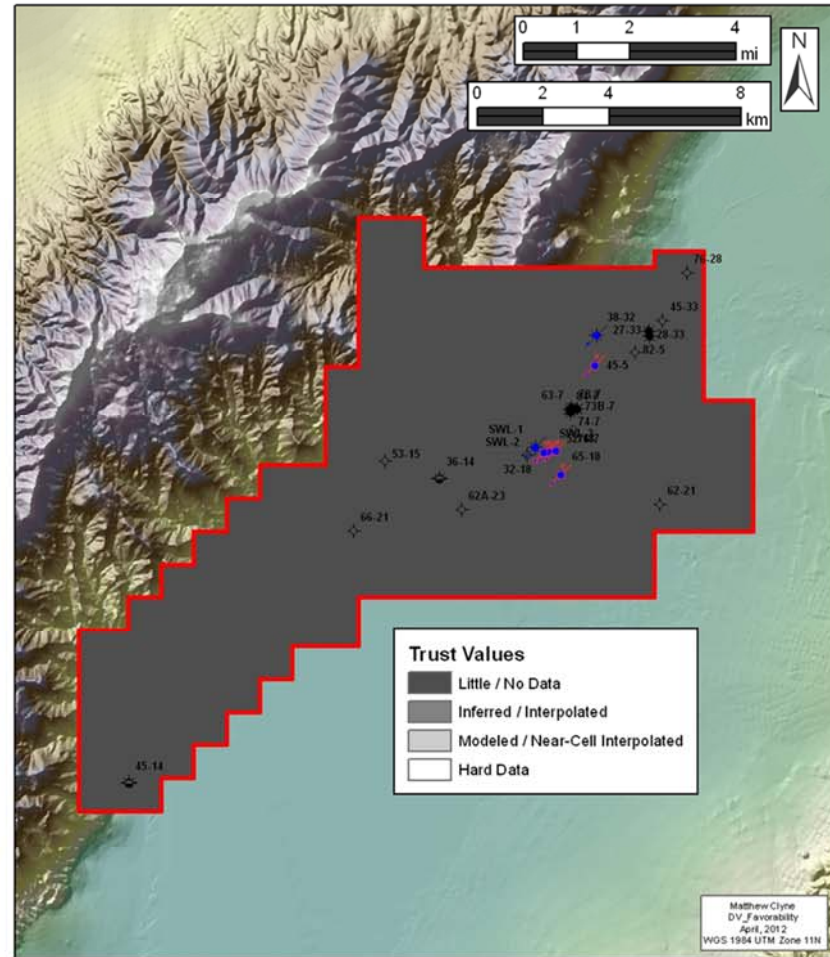 0 1 2 4
mi
N
0 2 4 8
km
76-28
45-33
38-32
27-33
28-33
82-5
45-5
63-7
73B-7
74-7
SWL-1
SWL-2
65-18
32-18
53-15
36-14
62A-23
62-21
66-21
45-14
Trust Values
Little / No Data
Inferred / Interpolated
Modeled / Near-Cell Interpolated
Hard Data
Matthew Clyne
DV_Favorability
April, 2012
WGS 1984 UTM Zone 11N